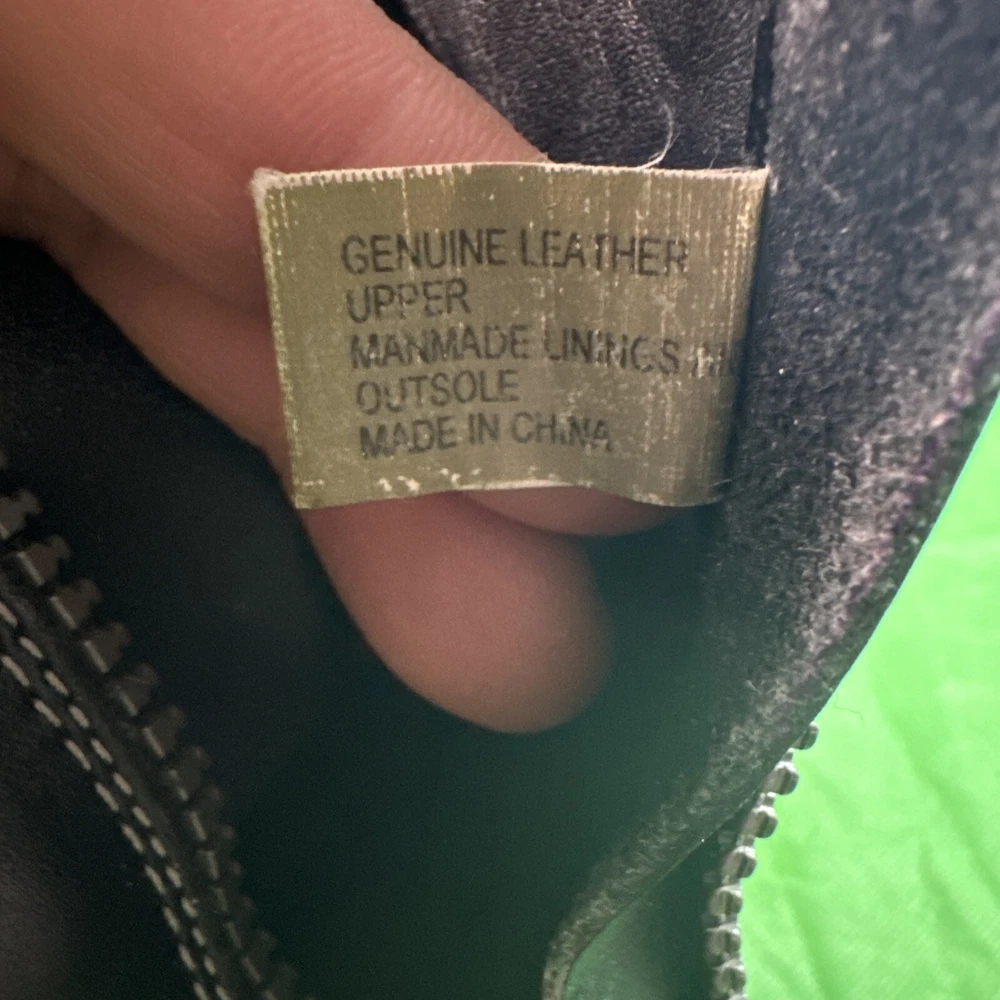 GENUINE LEATHER
UPPER
MANMADE LININGS
OUTSOLE
MADE IN CHINA